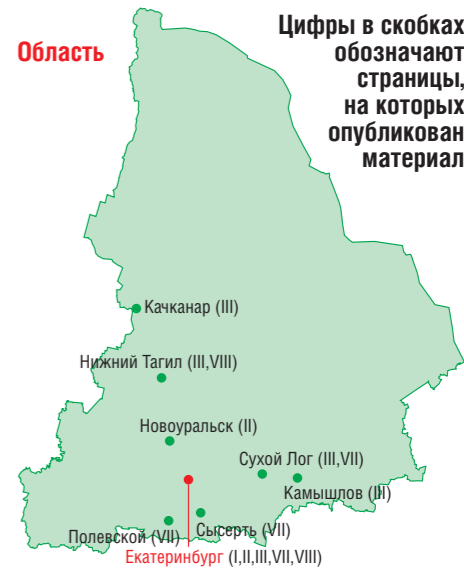 Область
Цифры в скобках
обозначают
страницы,
на которых
опубликован
материал
Качканар (III)
Нижний Тагил (III,VIII)
Новоуральск (II)
Сухой Лог (III,VII)
Камышлов (III)
Сысерть (VII)
Полевской (VII)
Екатеринбург (I,II,III,VII,VIII)